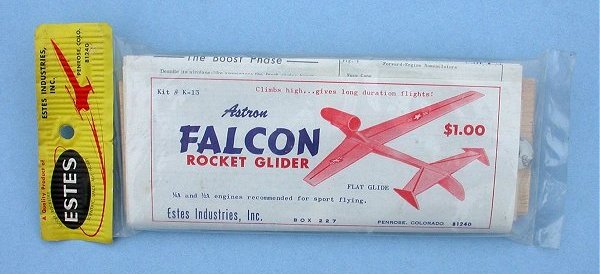 A Quality Product of
ESTES
ESTES INDUSTRIES,
INC.
PENROSE, COLO.
81240
The Boost Phase
Kit # K-13
Climbs high...gives long duration flights!
Astron
FALCON
ROCKET GLIDER
$1.00
FLAT GLIDE
¼A and ½A engines recommended for sport flying.
Estes Industries, Inc.
BOX 227
PENROSE, COLORADO 81240